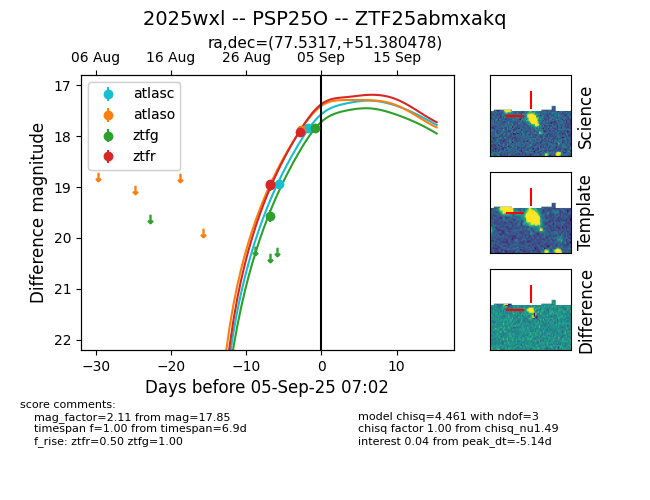 2025wxl -- PSP25O -- ZTF25abmxakq
ra,dec=(77.5317,+51.380478)
06 Aug 16 Aug 26 Aug 05 Sep 15 Sep
17
18
19
20
21
22
Difference magnitude
atlasc
atlaso
ztfg
ztfr
−30 −20 −10 0 10
Days before 05-Sep-25 07:02
Science
Template
Difference
score comments:
mag_factor=2.11 from mag=17.85
timespan f=1.00 from timespan=6.9d
f_rise: ztfr=0.50 ztfg=1.00
model chisq=4.461 with ndof=3
chisq factor 1.00 from chisq_nu1.49
interest 0.04 from peak_dt=-5.14d